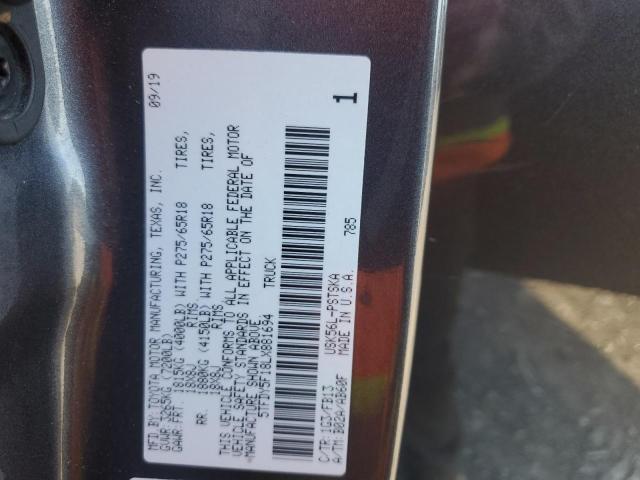 MFD.BY:TOYOTA MOTOR MANUFACTURING, TEXAS, INC. 09/19
GVWR 3265KG (7200LB)
GAWR FRT 1815KG (4000LB) WITH P275/65R18 TIRES,
18X8J RIMS
RR. 1880KG (4150LB) WITH P275/65R18 TIRES,
18X8J RIMS
THIS VEHICLE CONFORMS TO ALL APPLICABLE FEDERAL MOTOR
VEHICLE SAFETY STANDARDS IN EFFECT ON THE DATE OF
MANUFACTURE SHOWN ABOVE.
5TFDY5F18LX881694 TRUCK
1
C/TR:1G3/FB13 USK56L-PSTSKA 785
A/TM:B02A/AB60F MADE IN U.S.A.